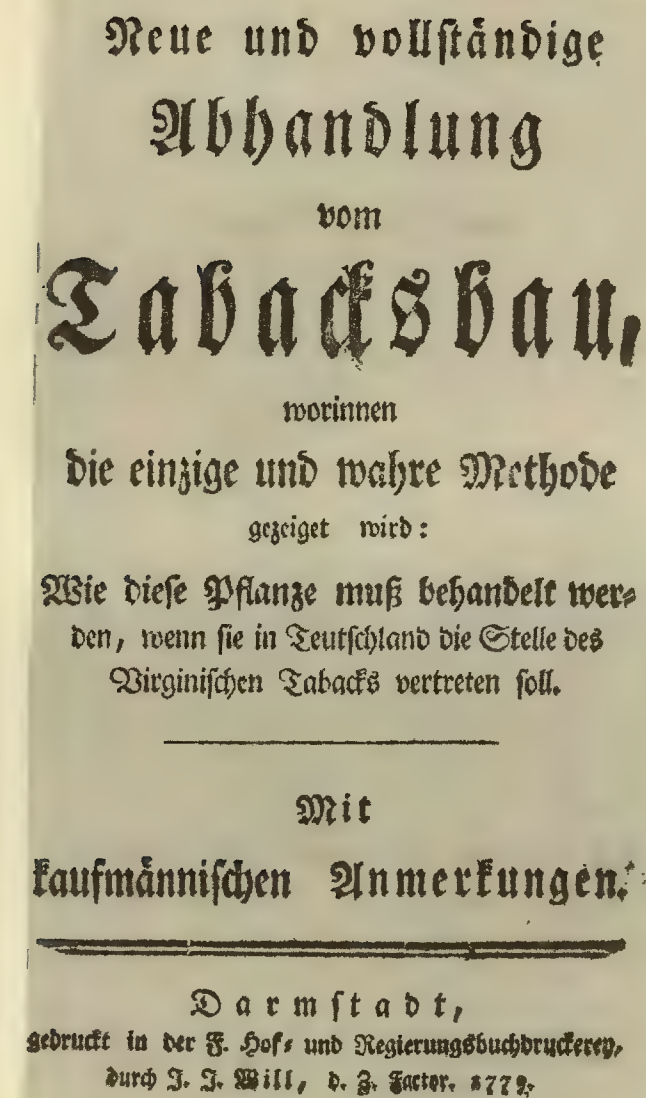 Neue und vollſtändige
Abhandlung
vom
Tabacksbau,
worinnen
die einzige und wahre Methode
gezeiget wird:
Wie dieſe Pflanze muß behandelt wer⸗
den, wenn ſie in Teutſchland die Stelle des
Virginiſchen Tabacks vertreten ſoll.
Mit
kaufmänniſchen Anmerkungen.
Darmſtadt,
gedruckt in der F. Hof⸗ und Regierungsbuchdruckerey,
durch J. J. Will, d. Z. Factor. 1779.